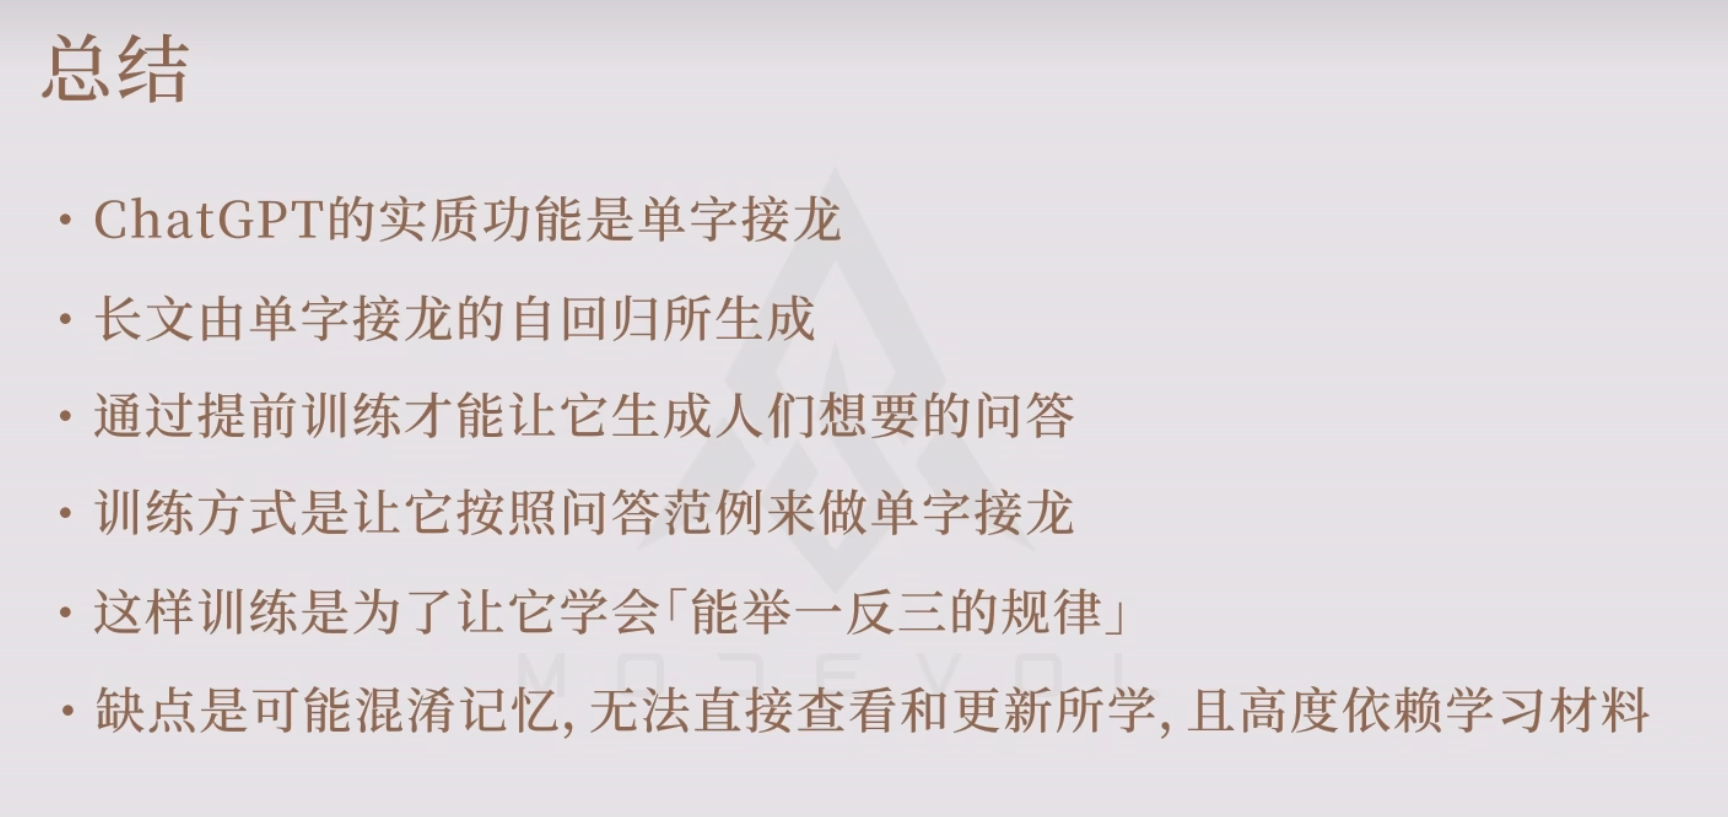 总结
• ChatGPT的实质功能是单字接龙
• 长文由单字接龙的自回归所生成
• 通过提前训练才能让它生成人们想要的问答
• 训练方式是让它按照问答范例来做单字接龙
• 这样训练是为了让它学会「能举一反三的规律」
MODEVOL
• 缺点是可能混淆记忆, 无法直接查看和更新所学, 且高度依赖学习材料